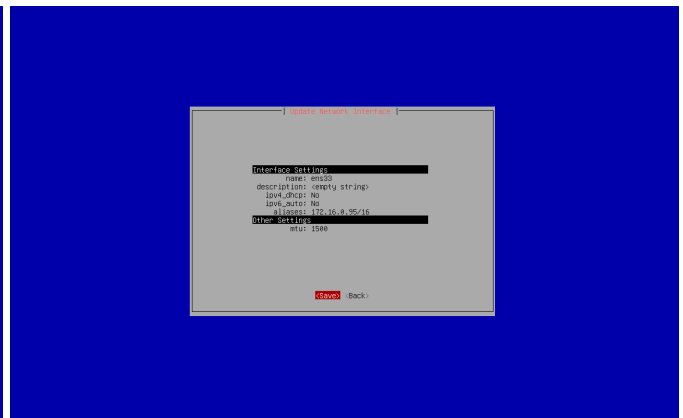 Update Network Interface
Interface Settings
name: ens33
description: <empty string>
ipv4_dhcp: No
ipv6_auto: No
aliases: 172.16.0.95/16
Other Settings
mtu: 1500
<Save> <Back>